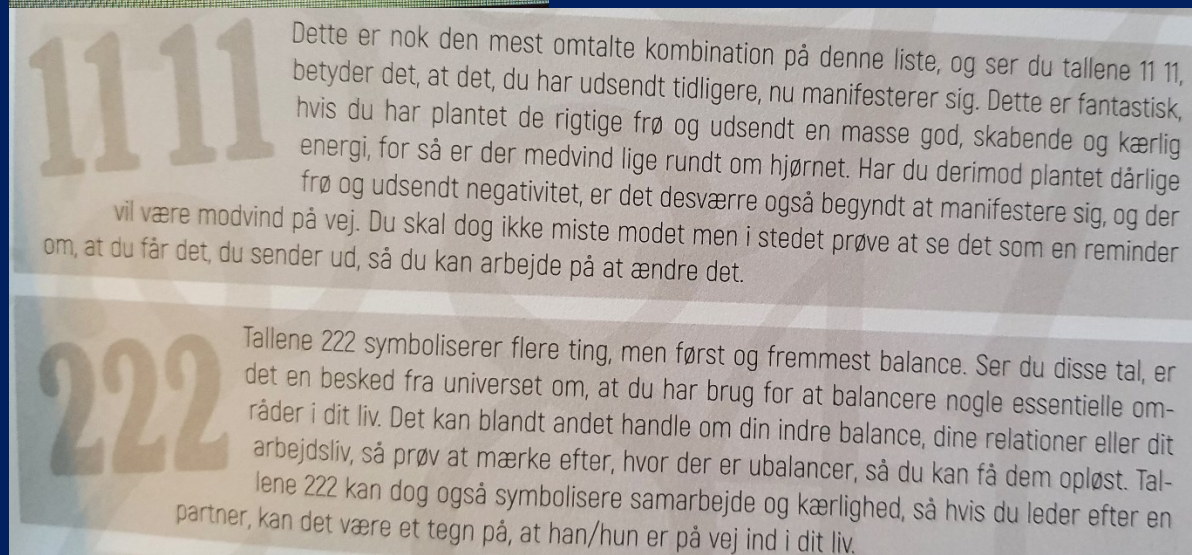 11 11
Dette er nok den mest omtalte kombination på denne liste, og ser du tallene 11 11,
betyder det, at det, du har udsendt tidligere, nu manifesterer sig. Dette er fantastisk,
hvis du har plantet de rigtige frø og udsendt en masse god, skabende og kærlig
energi, for så er der medvind lige rundt om hjørnet. Har du derimod plantet dårlige
frø og udsendt negativitet, er det desværre også begyndt at manifestere sig, og der
vil være modvind på vej. Du skal dog ikke miste modet men i stedet prøve at se det som en reminder
om, at du får det, du sender ud, så du kan arbejde på at ændre det.
222
Tallene 222 symboliserer flere ting, men først og fremmest balance. Ser du disse tal, er
det en besked fra universet om, at du har brug for at balancere nogle essentielle om-
råder i dit liv. Det kan blandt andet handle om din indre balance, dine relationer eller dit
arbejdsliv, så prøv at mærke efter, hvor der er ubalancer, så du kan få dem opløst. Tal-
lene 222 kan dog også symbolisere samarbejde og kærlighed, så hvis du leder efter en
partner, kan det være et tegn på, at han/hun er på vej ind i dit liv.